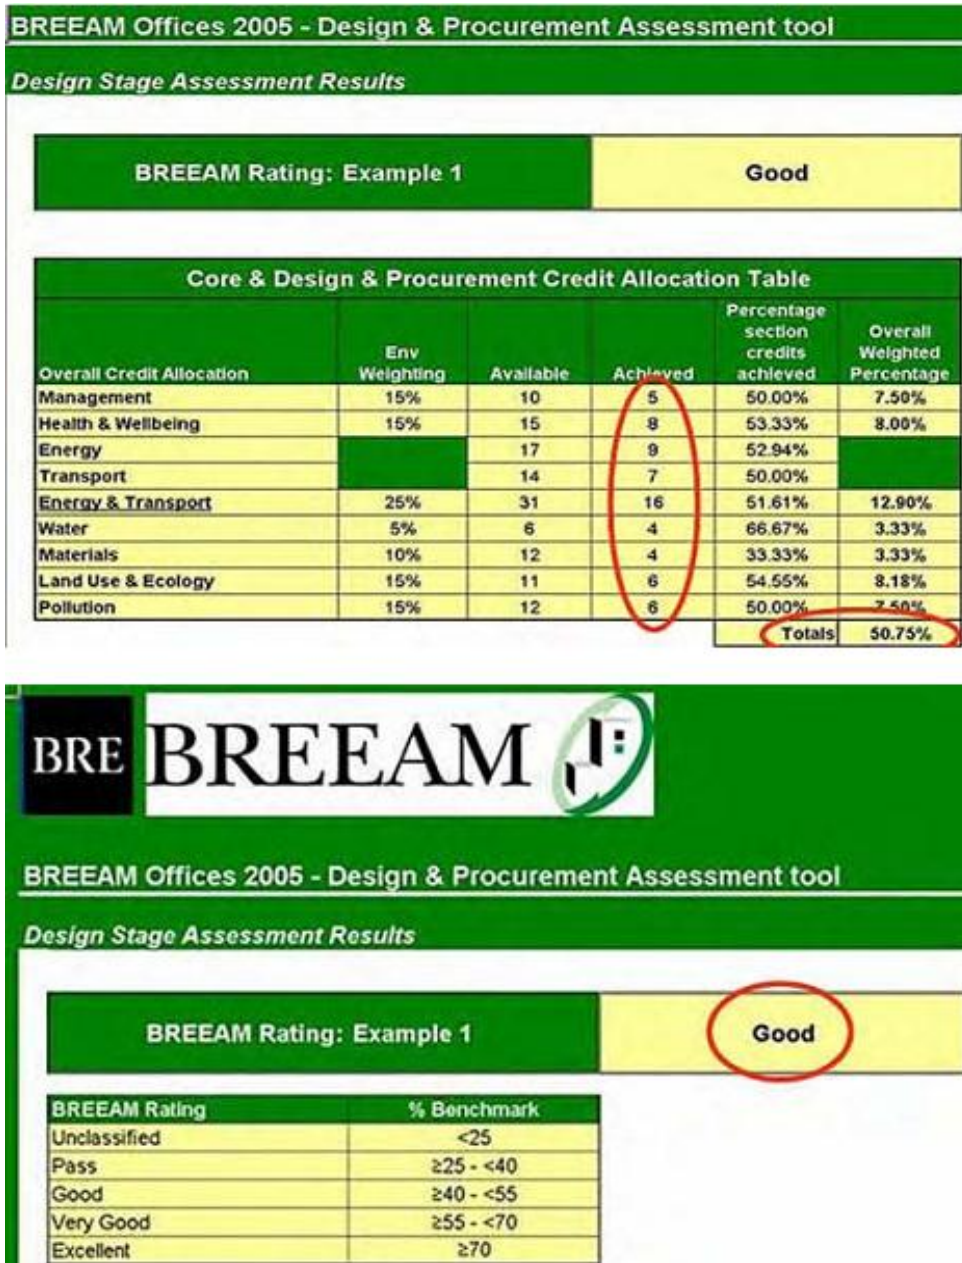 BREEAM Offices 2005 - Design & Procurement Assessment tool
Design Stage Assessment Results
BREEAM Rating: Example 1 Good
Core & Design & Procurement Credit Allocation Table
Overall Credit Allocation Env Weighting Available Achieved Percentage section credits achieved Overall Weighted Percentage
Management 15% 10 5 50.00% 7.50%
Health & Wellbeing 15% 15 8 53.33% 8.00%
Energy 17 9 52.94%
Transport 14 7 50.00%
Energy & Transport 25% 31 16 51.61% 12.90%
Water 5% 6 4 66.67% 3.33%
Materials 10% 12 4 33.33% 3.33%
Land Use & Ecology 15% 11 6 54.55% 8.18%
Pollution 15% 12 6 50.00% 7.50%
Totals 50.75%
BRE BREEAM
BREEAM Offices 2005 - Design & Procurement Assessment tool
Design Stage Assessment Results
BREEAM Rating: Example 1 Good
BREEAM Rating % Benchmark
Unclassified <25
Pass ≥25 - <40
Good ≥40 - <55
Very Good ≥55 - <70
Excellent ≥70